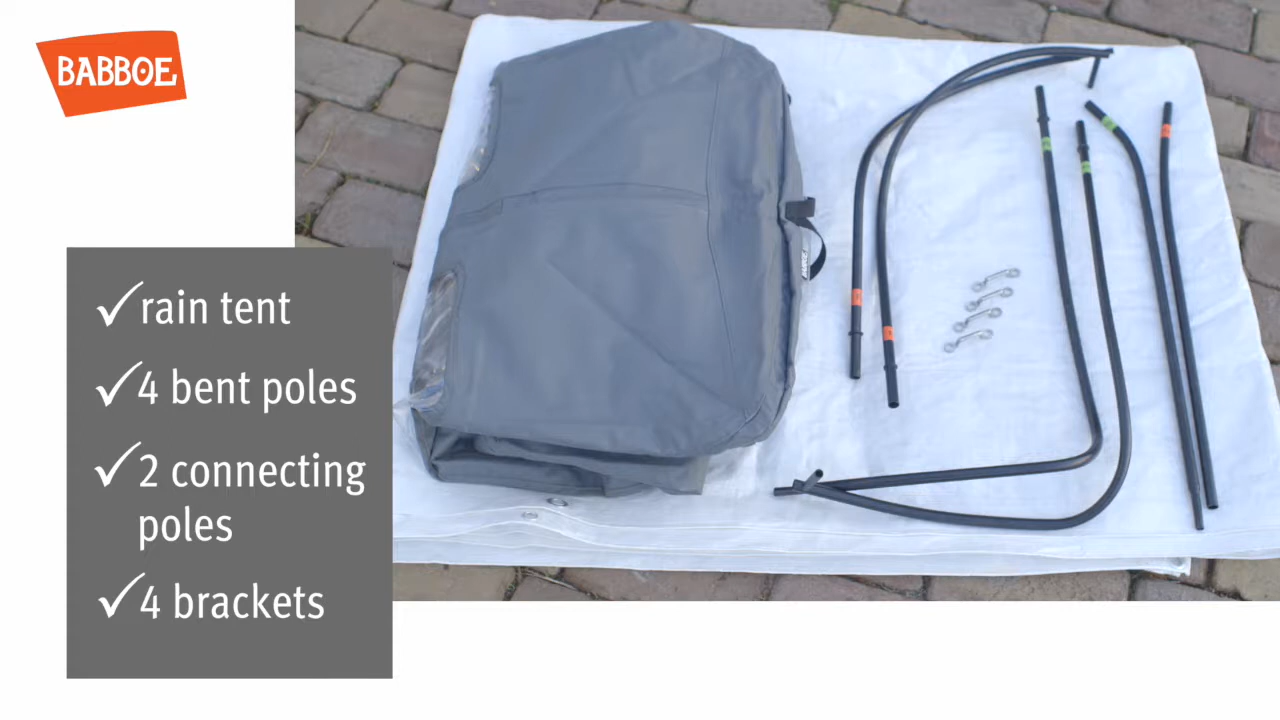 BABBOE
rain tent
4 bent poles
2 connecting
poles
4 brackets